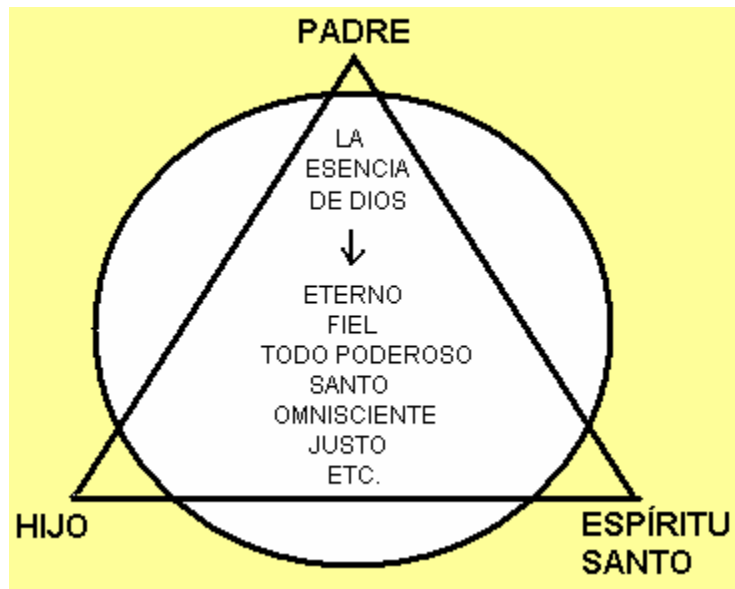 PADRE
LA
ESENCIA
DE DIOS
ETERNO
FIEL
TODO PODEROSO
SANTO
OMNISCIENTE
JUSTO
ETC.
HIJO
ESPÍRITU
SANTO